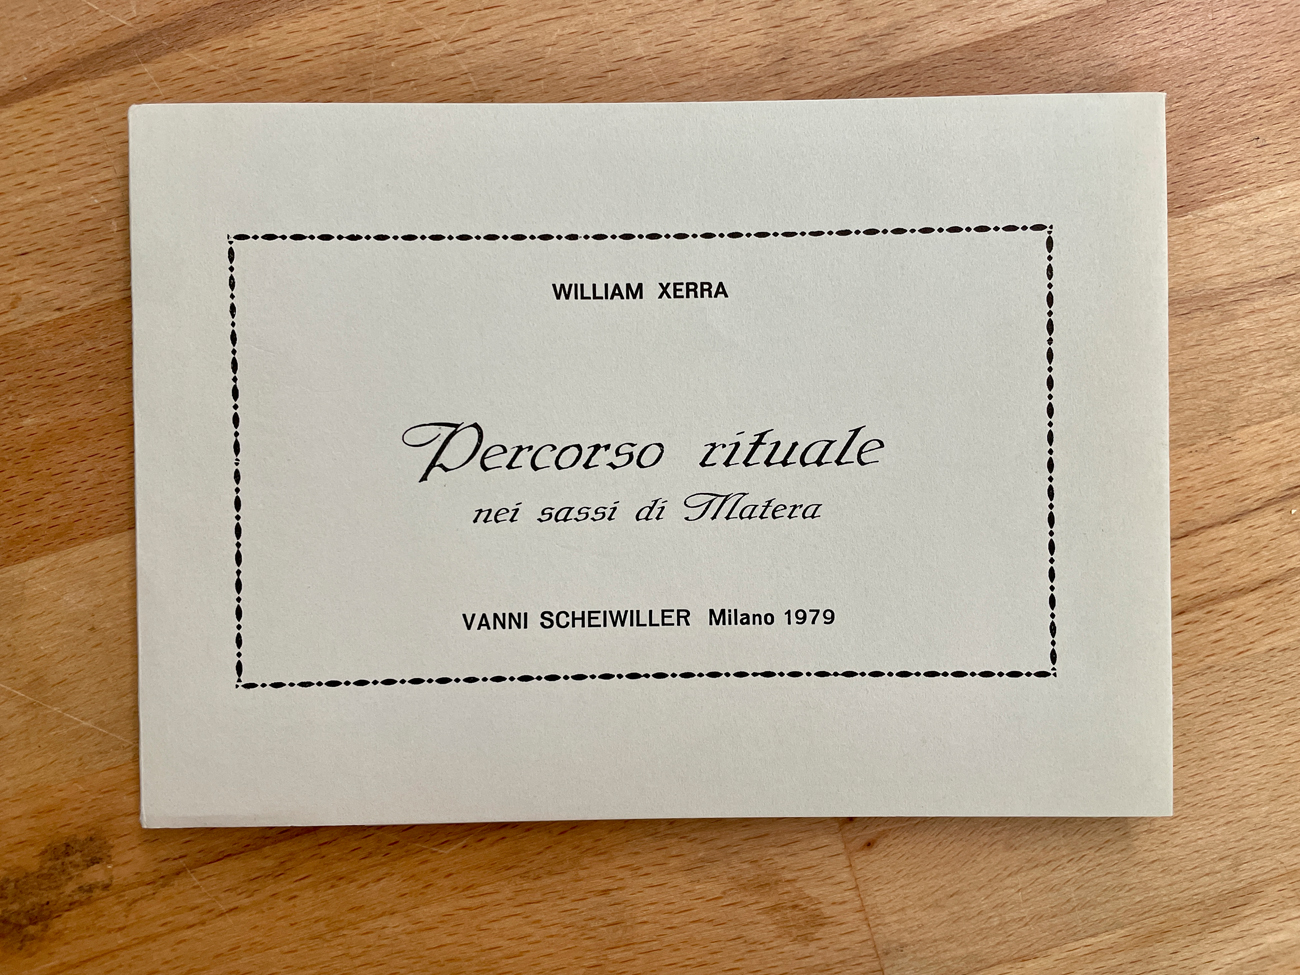 WILLIAM XERRA
Percorso rituale
nei sassi di Matera
VANNI SCHEIWILLER Milano 1979